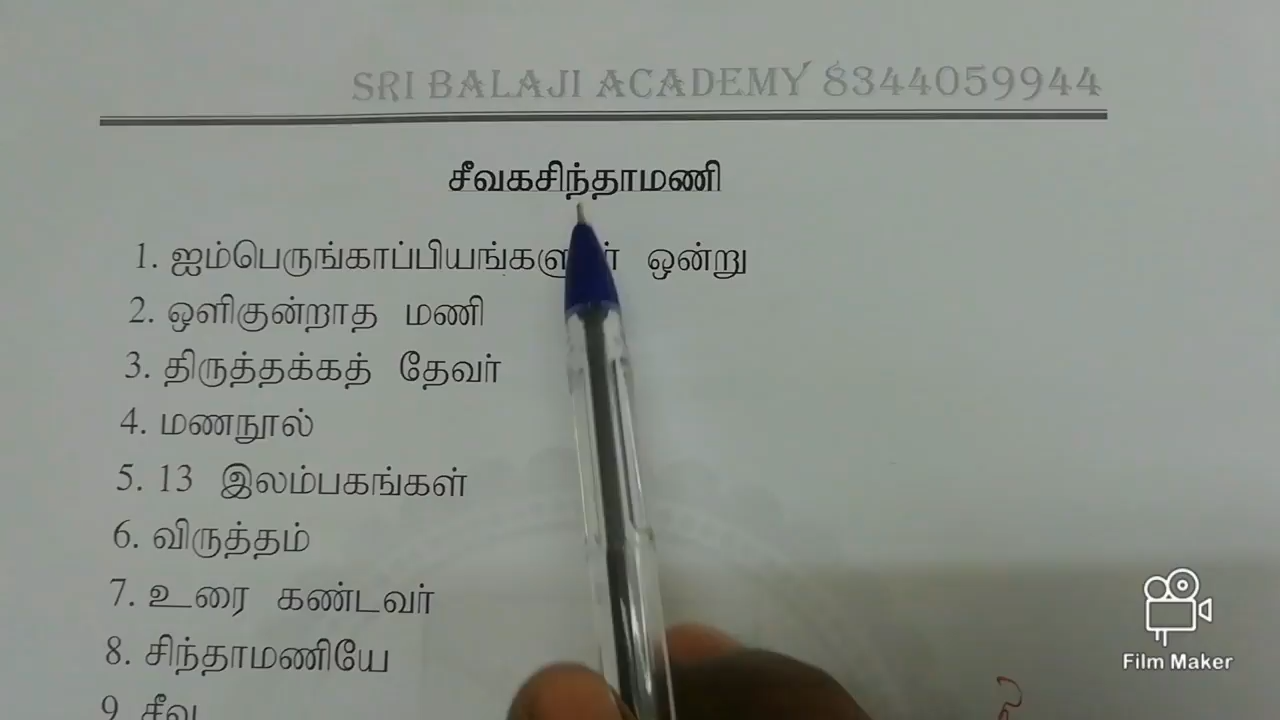 SRI BALAJI ACADEMY 8344059944
சீவகசிந்தாமணி
1. ஐம்பெருங்காப்பியங்களுள் ஒன்று
2. ஒளிகுன்றாத மணி
3. திருத்தக்கத் தேவர்
4. மணநூல்
5. 13 இலம்பகங்கள்
6. விருத்தம்
7. உரை கண்டவர்
8. சிந்தாமணியே
9
Film Maker